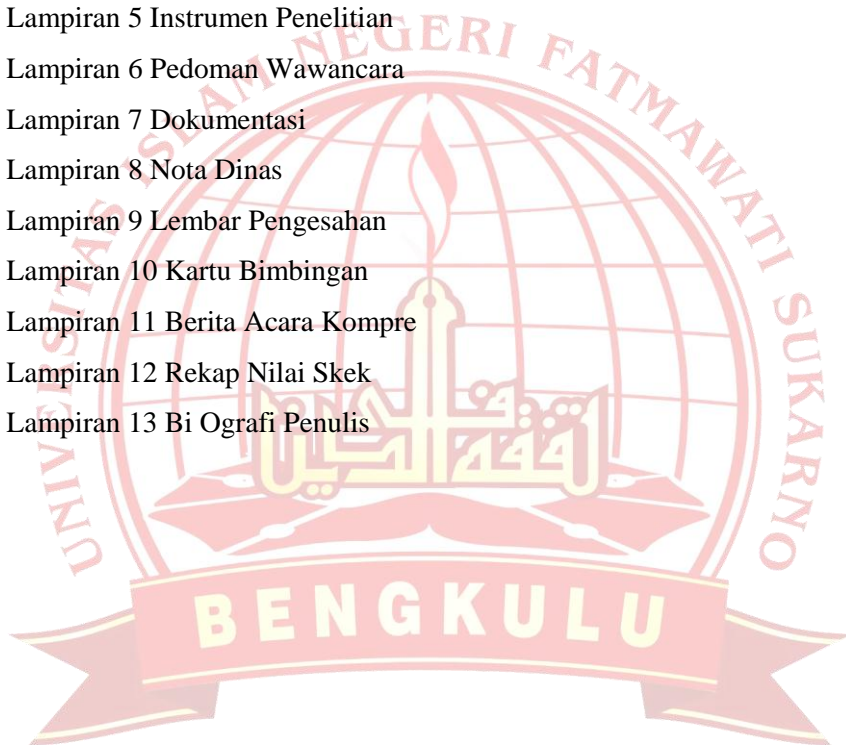 Lampiran 5 Instrumen Penelitian
Lampiran 6 Pedoman Wawancara
Lampiran 7 Dokumentasi
Lampiran 8 Nota Dinas
Lampiran 9 Lembar Pengesahan
Lampiran 10 Kartu Bimbingan
Lampiran 11 Berita Acara Kompre
Lampiran 12 Rekap Nilai Skek
Lampiran 13 Bi Ografi Penulis
UNIVERSITAS ISLAM NEGERI FATMAWATI SUKARNO
BENGKULU